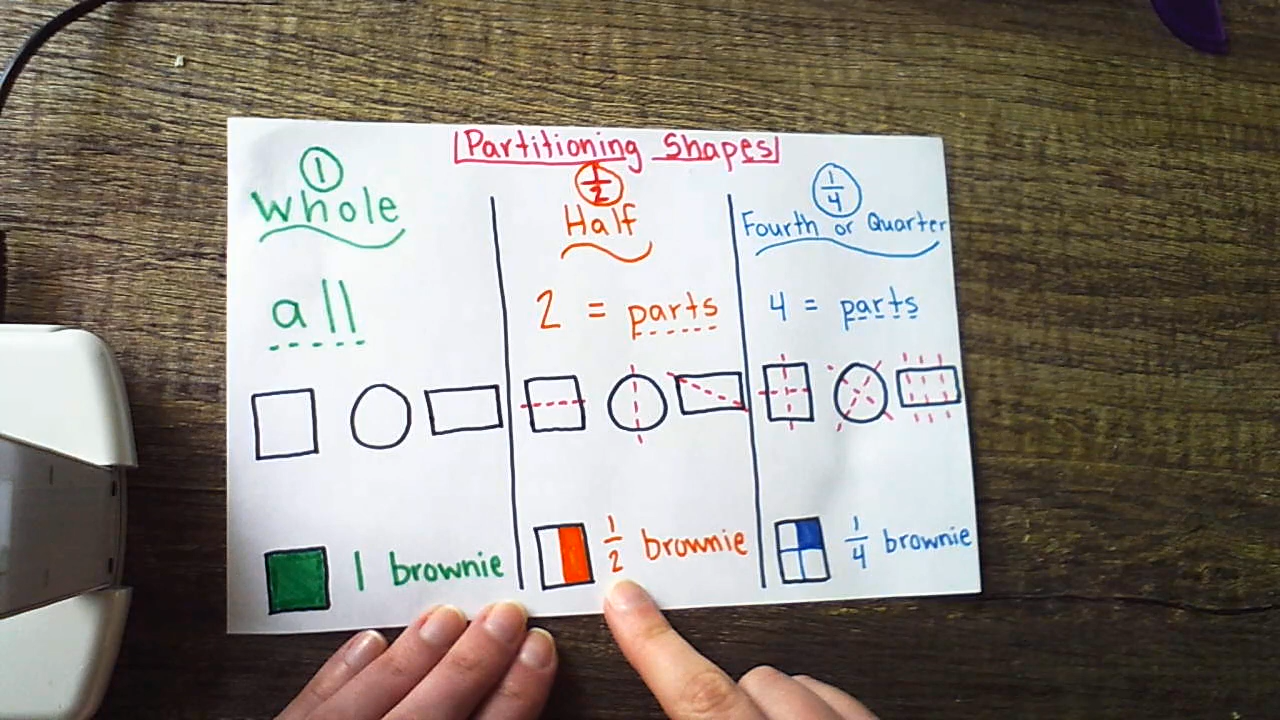 Partitioning Shapes
1
Whole
all
1 brownie
1/2
Half
2 = parts
1/2 brownie
1/4
Fourth or Quarter
4 = parts
1/4 brownie